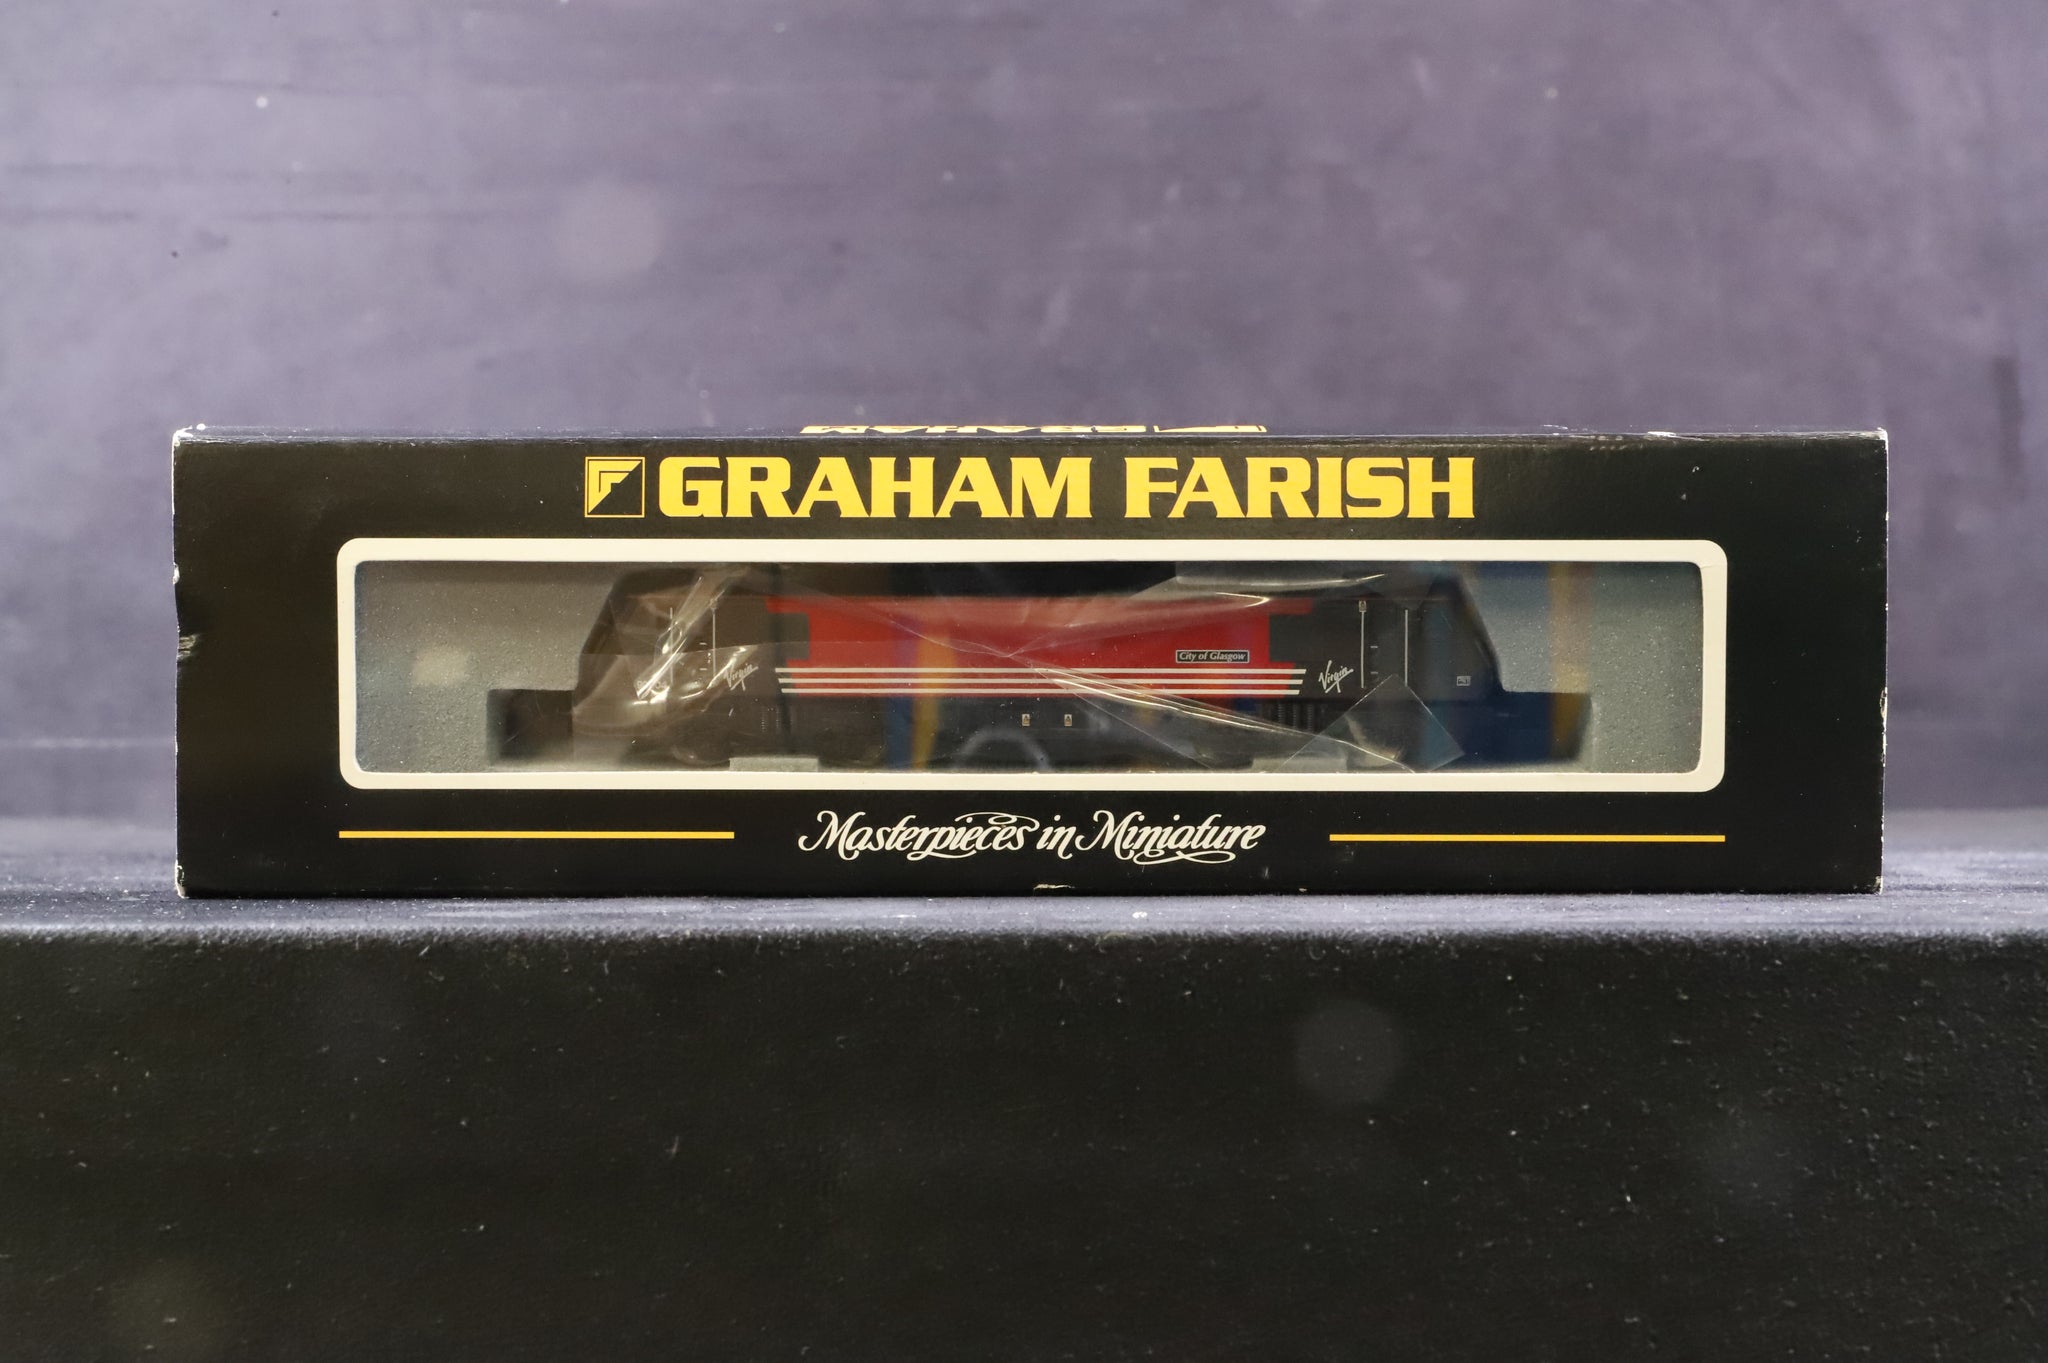 GRAHAM FARISH
City of Glasgow
Virgin
Virgin
Masterpieces in Miniature